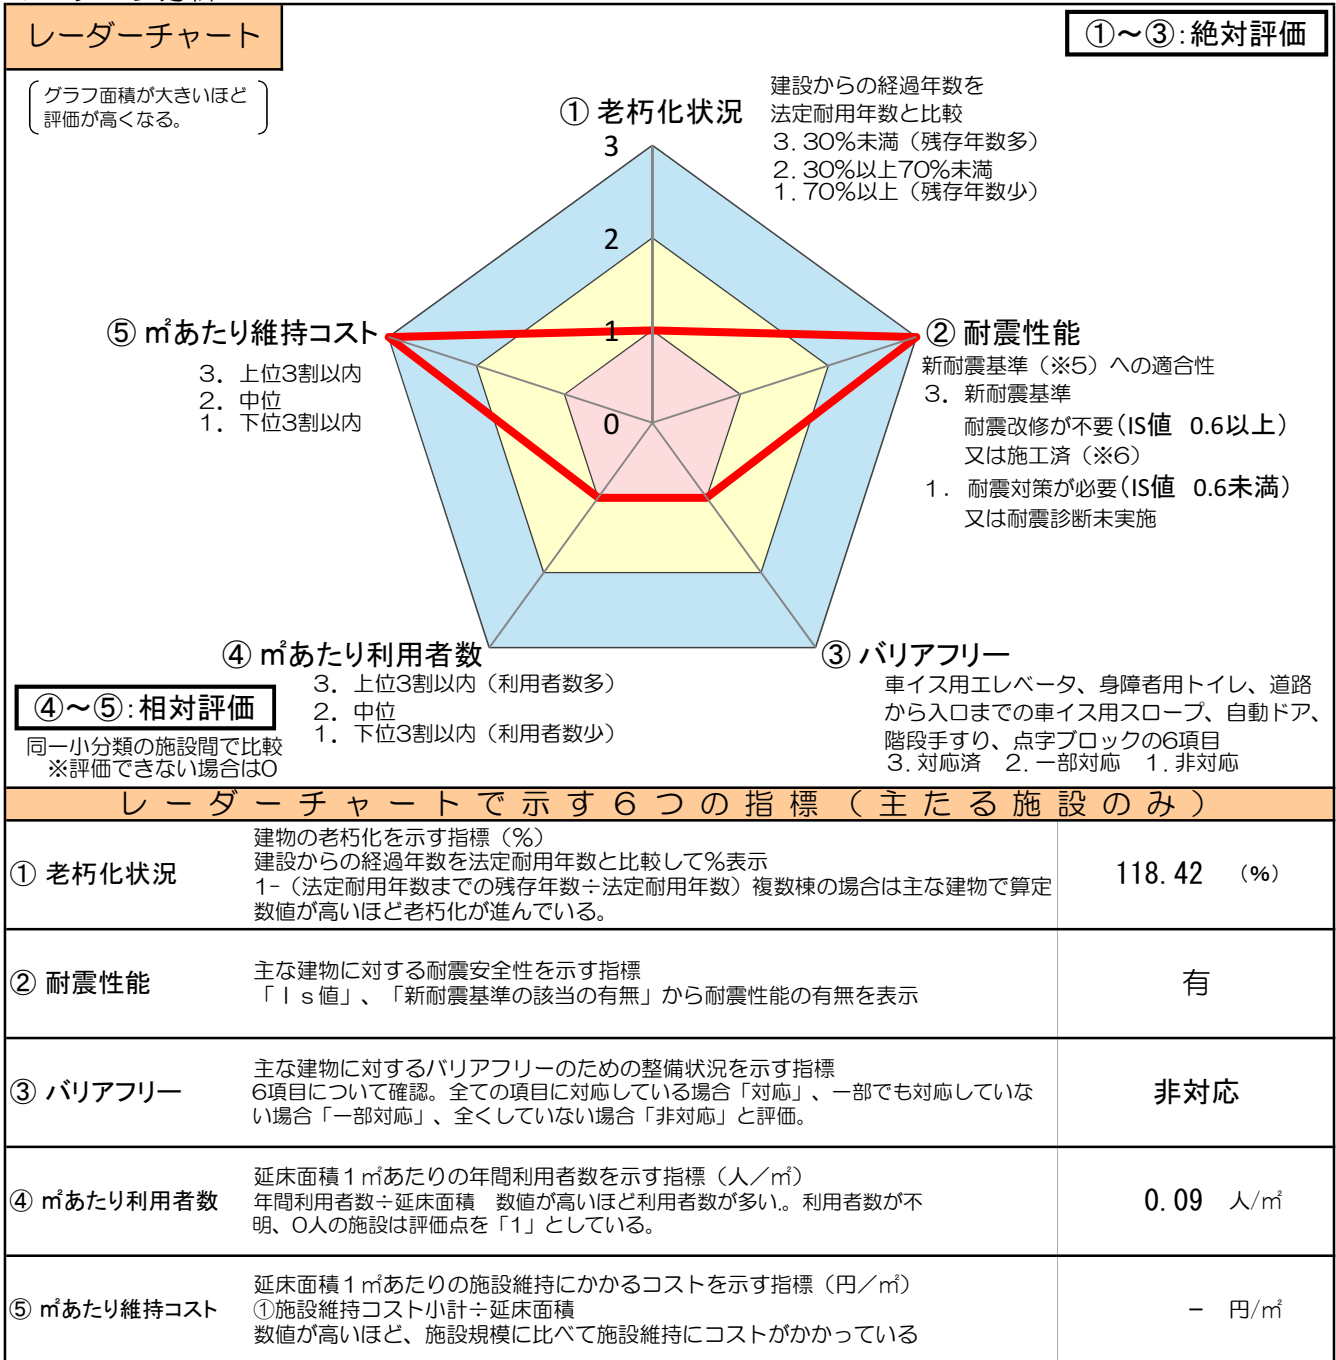 レーダーチャート
①～③：絶対評価
グラフ面積が大きいほど
評価が高くなる。
① 老朽化状況
建設からの経過年数を
法定耐用年数と比較
3．30％未満（残存年数多）
2．30％以上70％未満
1．70％以上（残存年数少）
3
2
1
0
⑤ ㎡あたり維持コスト
3．上位3割以内
2．中位
1．下位3割以内
② 耐震性能
新耐震基準（※5）への適合性
3．新耐震基準
耐震改修が不要（IS値 0.6以上）
又は施工済（※6）
1．耐震対策が必要（IS値 0.6未満）
又は耐震診断未実施
④ ㎡あたり利用者数
3．上位3割以内（利用者数多）
2．中位
1．下位3割以内（利用者数少）
③ バリアフリー
車イス用エレベータ、身障者用トイレ、道路
から入口までの車イス用スロープ、自動ドア、
階段手すり、点字ブロックの6項目
3．対応済 2．一部対応 1．非対応
④～⑤：相対評価
同一小分類の施設間で比較
※評価できない場合は0
レーダーチャートで示す６つの指標（主たる施設のみ）
① 老朽化状況
建物の老朽化を示す指標（％）
建設からの経過年数を法定耐用年数と比較して％表示
1-（法定耐用年数までの残存年数÷法定耐用年数）複数棟の場合は主な建物で算定
数値が高いほど老朽化が進んでいる。
118.42 （％）
② 耐震性能
主な建物に対する耐震安全性を示す指標
「Ｉｓ値」、「新耐震基準の該当の有無」から耐震性能の有無を表示
有
③ バリアフリー
主な建物に対するバリアフリーのための整備状況を示す指標
6項目について確認。全ての項目に対応している場合「対応」、一部でも対応していな
い場合「一部対応」、全くしていない場合「非対応」と評価。
非対応
④ ㎡あたり利用者数
延床面積１㎡あたりの年間利用者数を示す指標（人／㎡）
年間利用者数÷延床面積 数値が高いほど利用者数が多い。利用者数が不
明、0人の施設は評価点を「1」としている。
0.09 人/㎡
⑤ ㎡あたり維持コスト
延床面積１㎡あたりの施設維持にかかるコストを示す指標（円／㎡）
①施設維持コスト小計÷延床面積
数値が高いほど、施設規模に比べて施設維持にコストがかかっている
－ 円/㎡